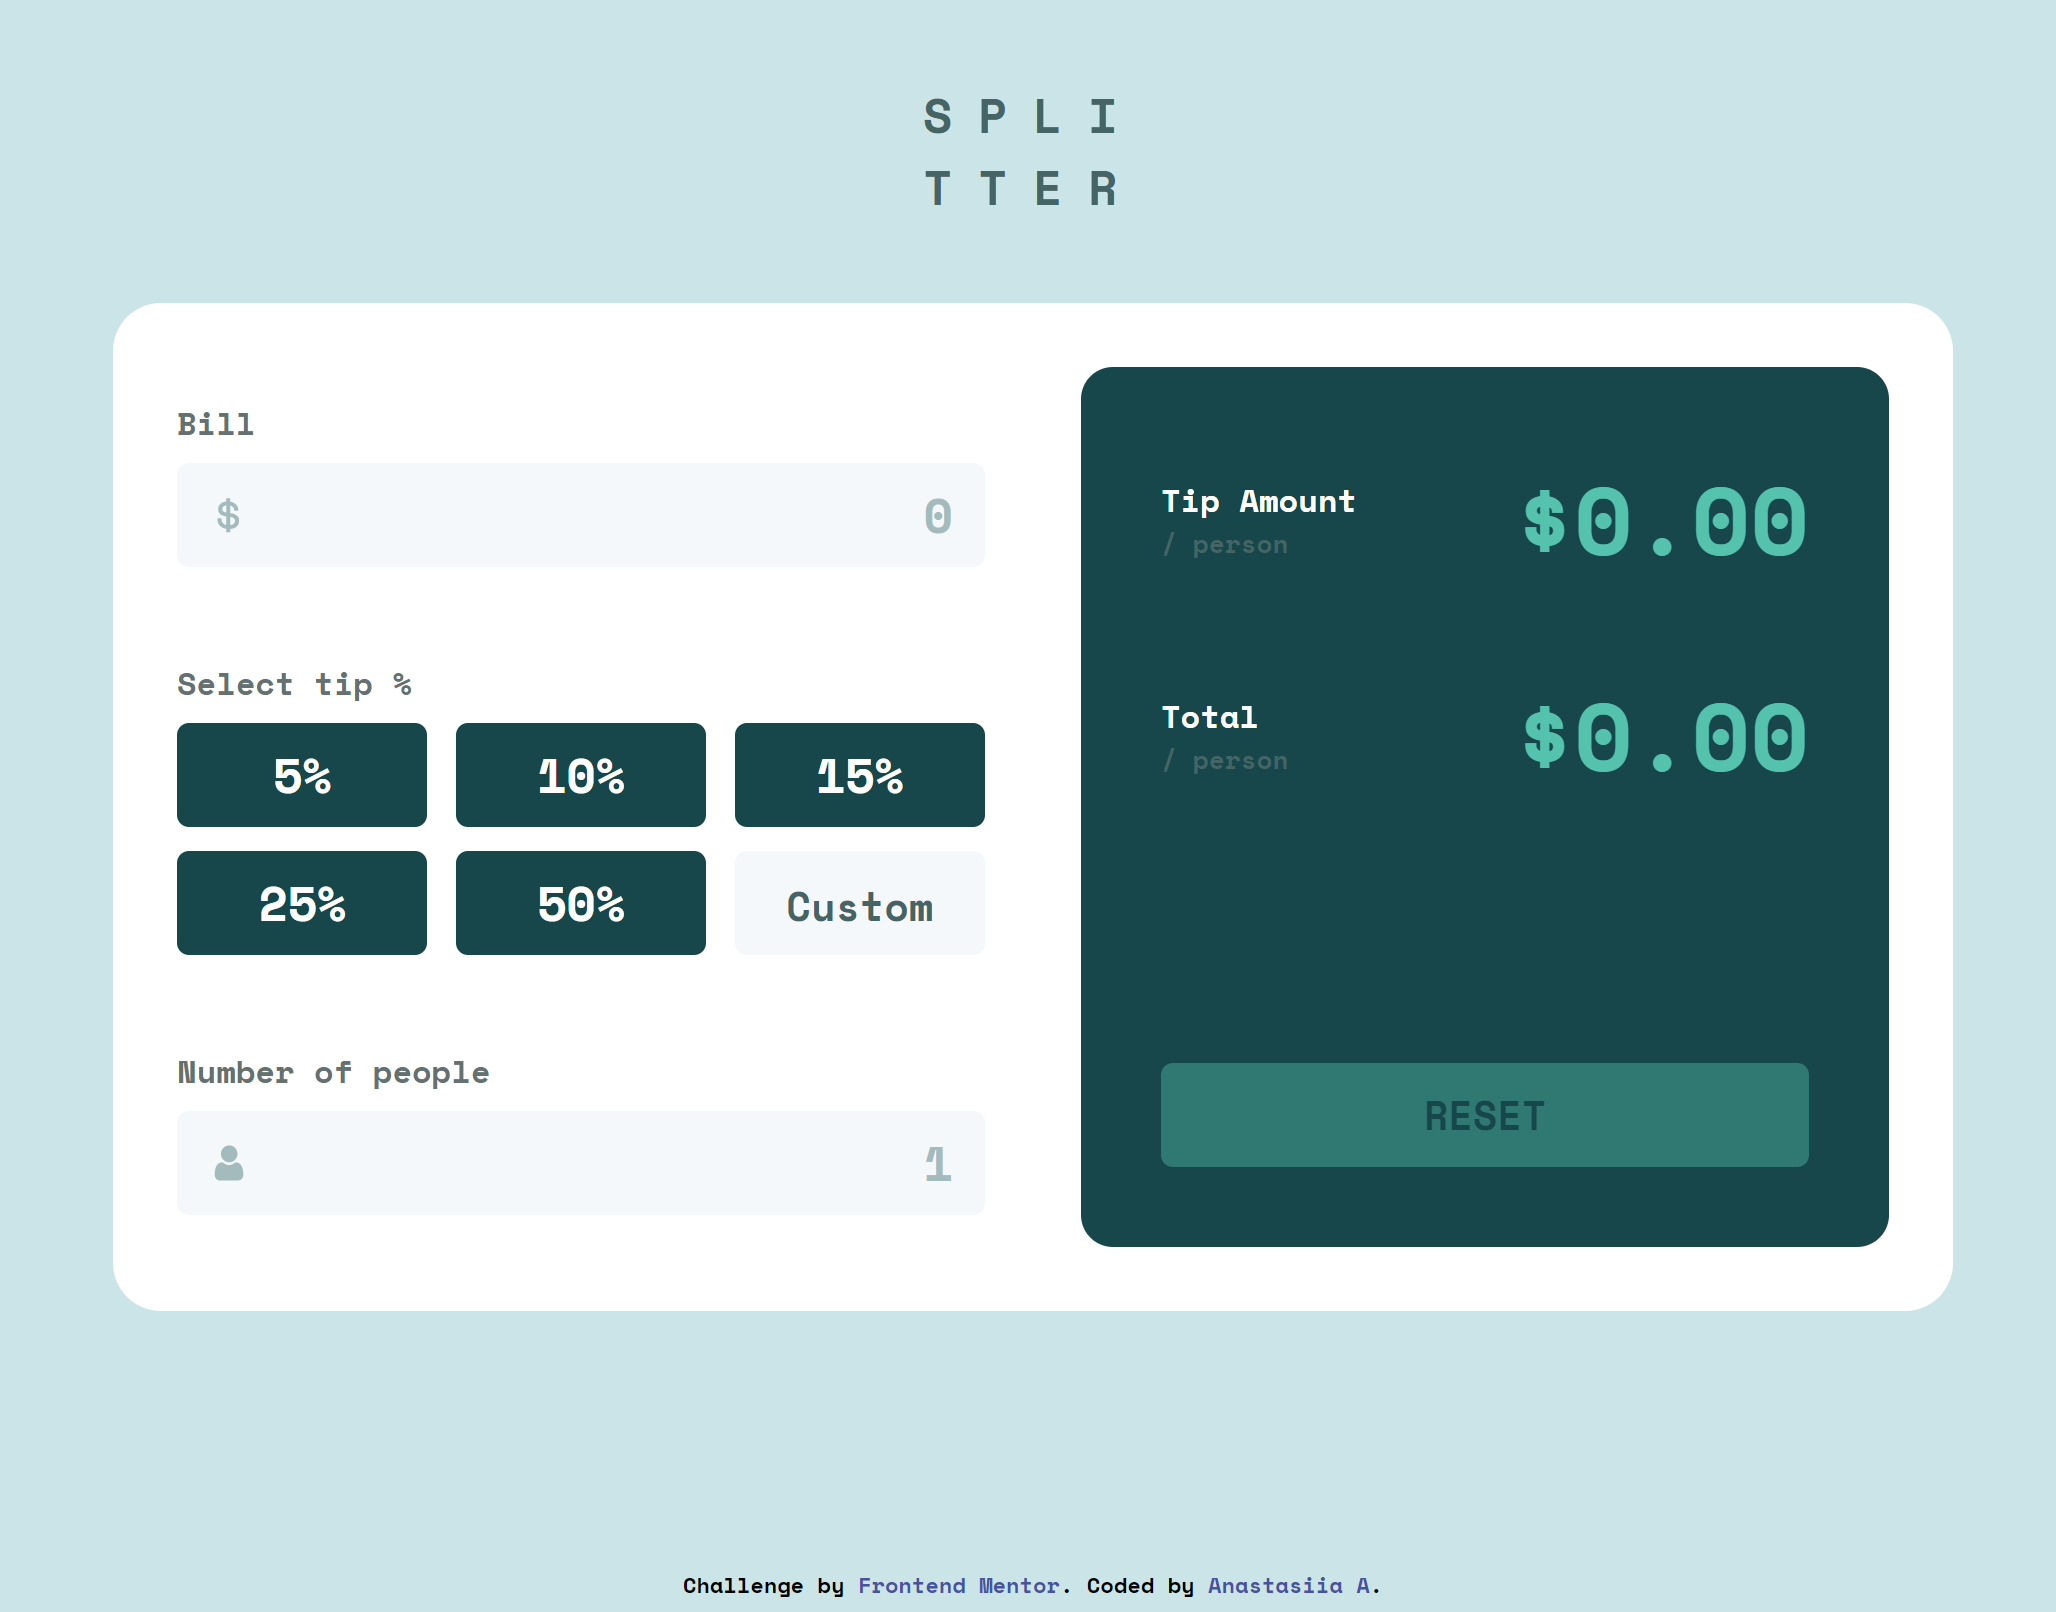 S P L I
T T E R
Bill
$ 0
Select tip %
5% 10% 15%
25% 50% Custom
Number of people
1
Tip Amount
/ person
$0.00
Total
/ person
$0.00
RESET
Challenge by Frontend Mentor. Coded by Anastasiia A.